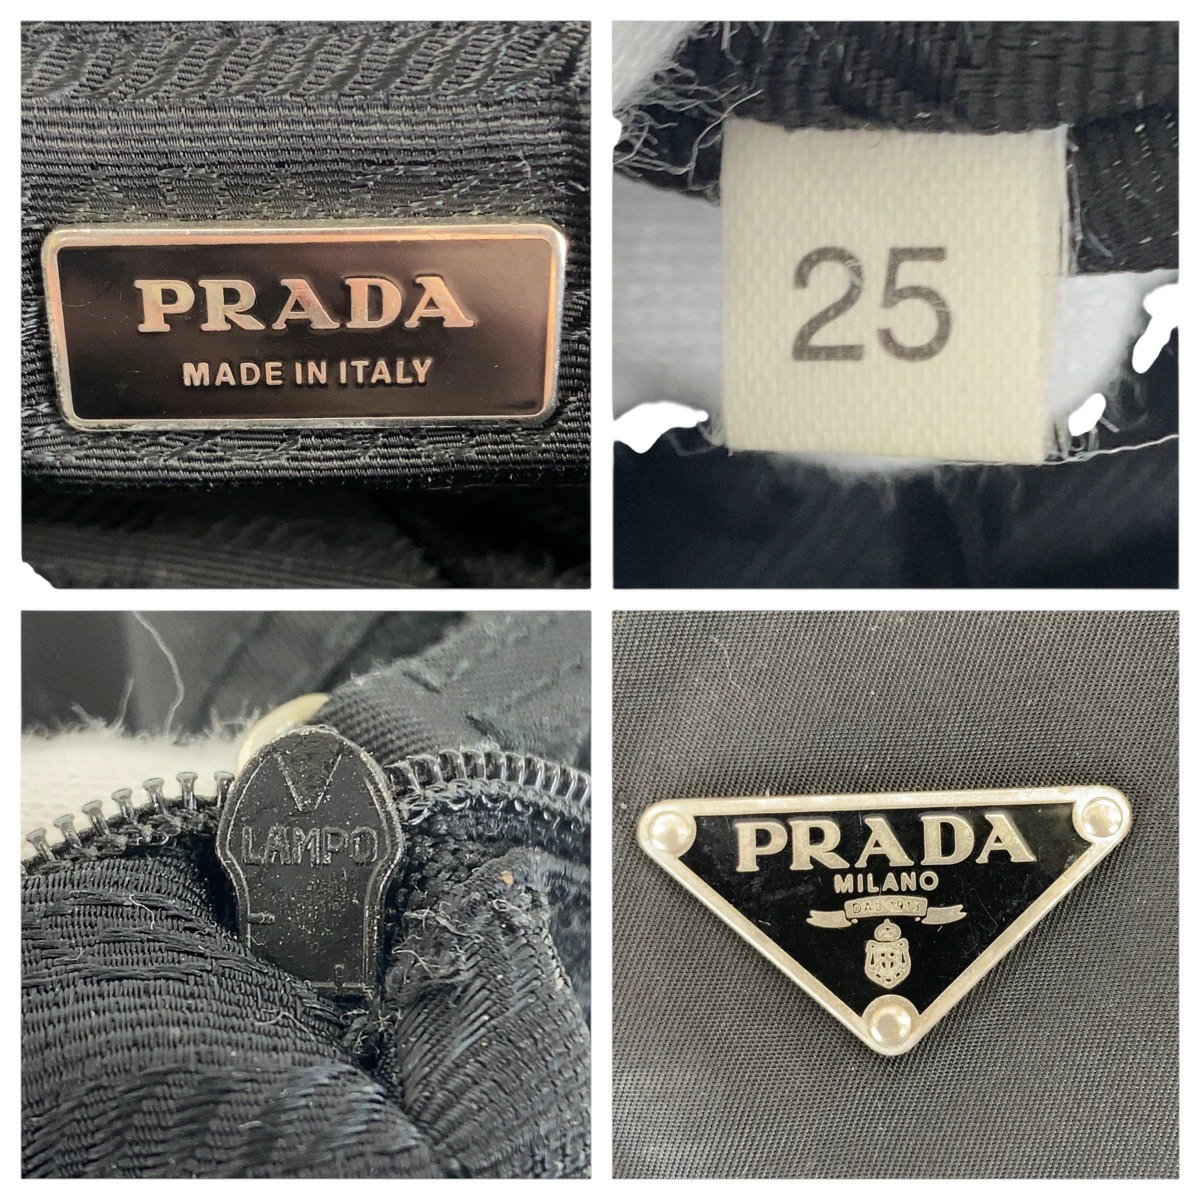 PRADA
MADE IN ITALY
25
LAMPO
PRADA
MILANO
DAL 1913